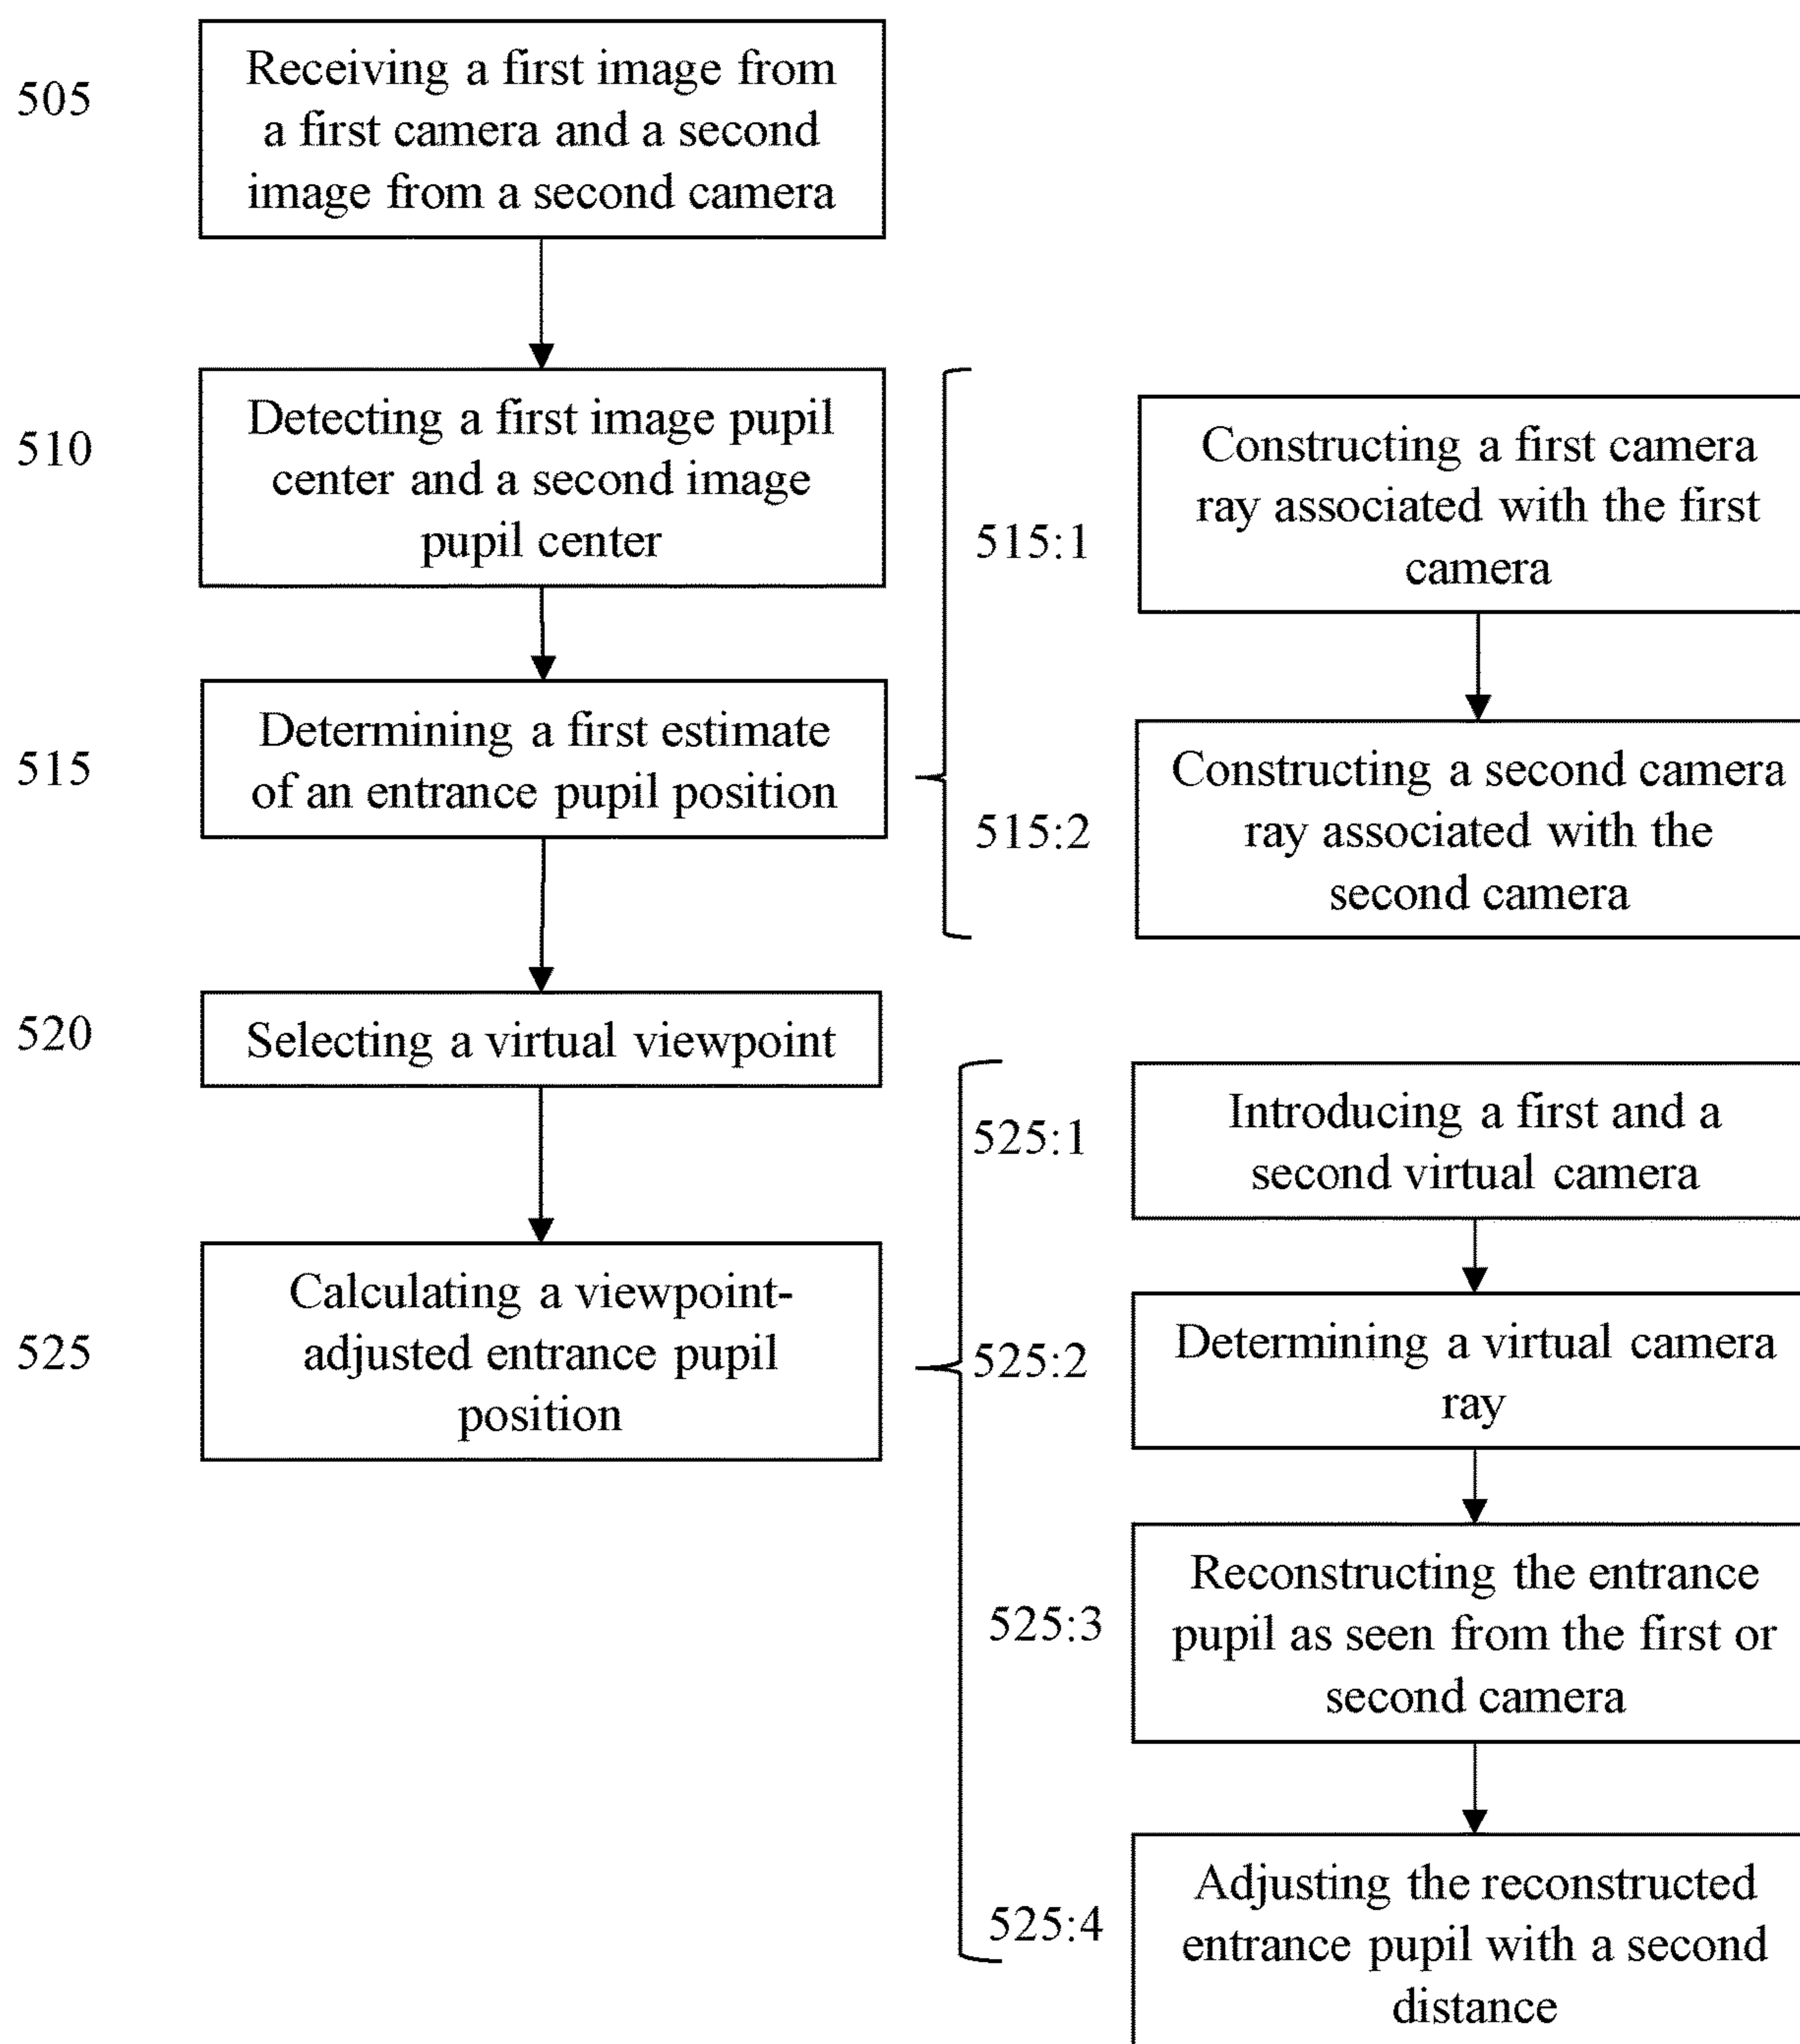 505
Receiving a first image from
a first camera and a second
image from a second camera
510
Detecting a first image pupil
center and a second image
pupil center
515
Determining a first estimate
of an entrance pupil position
515:1
Constructing a first camera
ray associated with the first
camera
515:2
Constructing a second camera
ray associated with the
second camera
520
Selecting a virtual viewpoint
525
Calculating a viewpoint-
adjusted entrance pupil
position
525:1
Introducing a first and a
second virtual camera
525:2
Determining a virtual camera
ray
525:3
Reconstructing the entrance
pupil as seen from the first or
second camera
525:4
Adjusting the reconstructed
entrance pupil with a second
distance